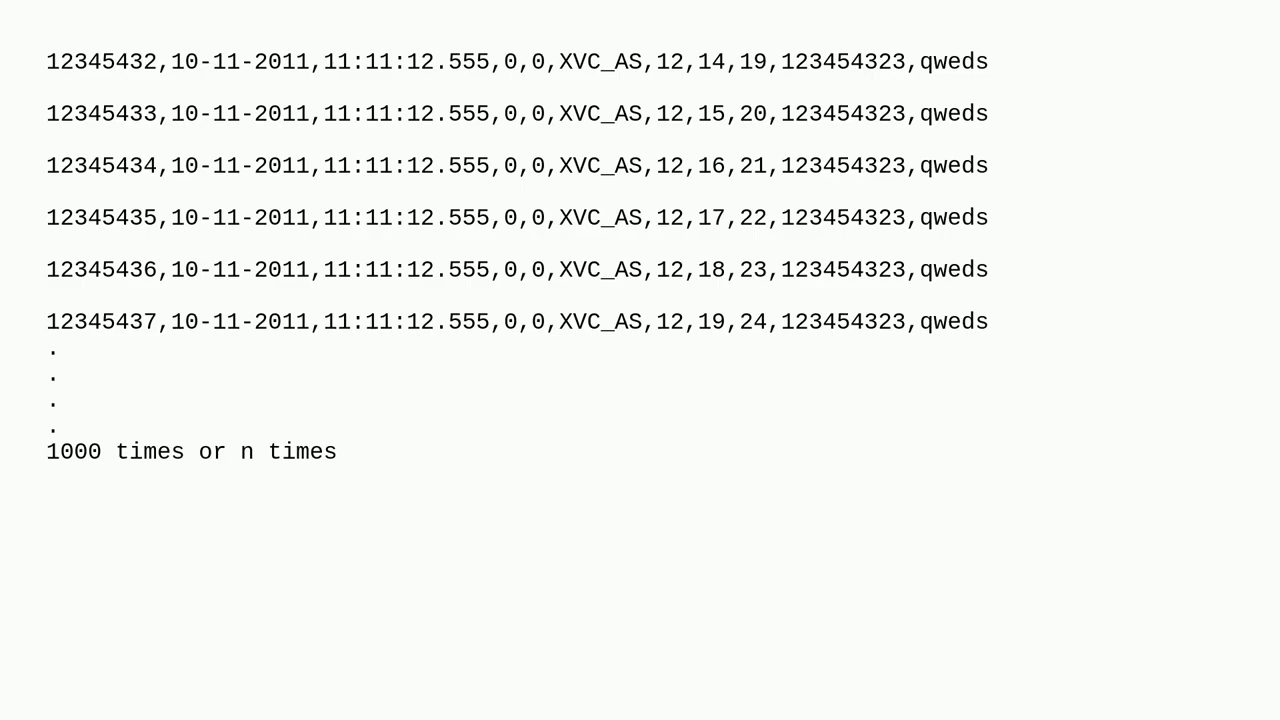 12345432,10-11-2011,11:11:12.555,0,0,XVC_AS,12,14,19,123454323,qweds
12345433,10-11-2011,11:11:12.555,0,0,XVC_AS,12,15,20,123454323,qweds
12345434,10-11-2011,11:11:12.555,0,0,XVC_AS,12,16,21,123454323,qweds
12345435,10-11-2011,11:11:12.555,0,0,XVC_AS,12,17,22,123454323,qweds
12345436,10-11-2011,11:11:12.555,0,0,XVC_AS,12,18,23,123454323,qweds
12345437,10-11-2011,11:11:12.555,0,0,XVC_AS,12,19,24,123454323,qweds
.
.
.
.
1000 times or n times